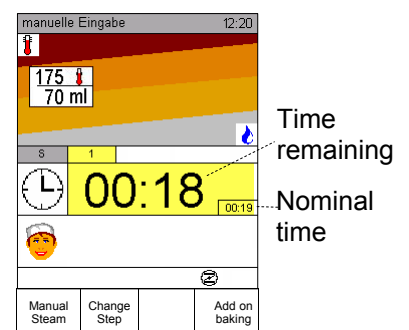 manuelle Eingabe 12:20
175
70 ml
S 1
00:18
00:19
Time
remaining
Nominal
time
Manual
Steam
Change
Step
Add on
baking